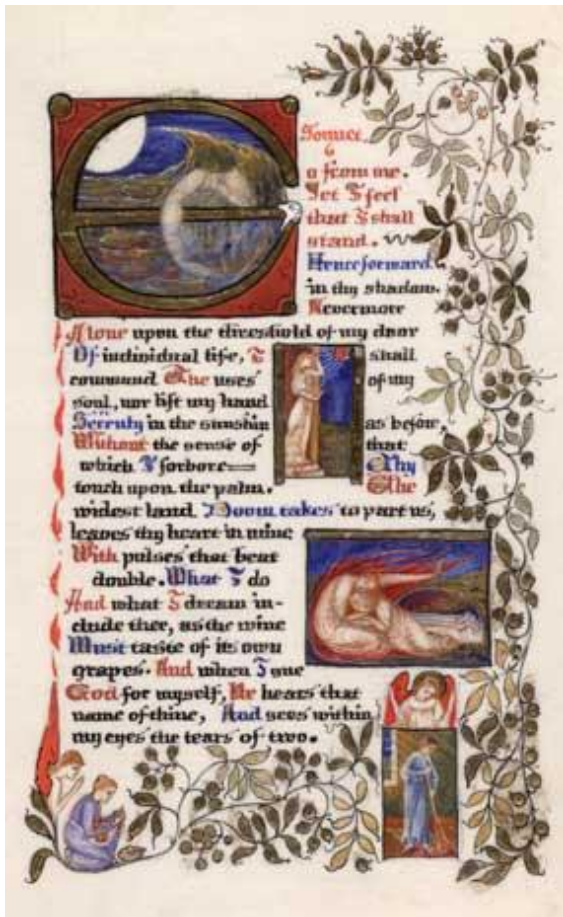 Sonnet
6
Go from me.
Yet I feel
that I shall
stand.
Henceforward
in thy shadow.
Nevermore
Alone upon the threshold of my door
Of individual life, I shall
command The uses of my
soul, nor lift my hand
Serenely in the sunshin as before,
Without the sense of that
which I forbore— Thy
touch upon the palm. The
widest land Doom takes to part us,
leaves thy heart in mine
With pulses that beat
double. What I do
And what I dream in-
clude thee, as the wine
Must taste of its own
grapes. And when I sue
God for myself, He hears that
name of thine, And sees within
my eyes the tears of two.